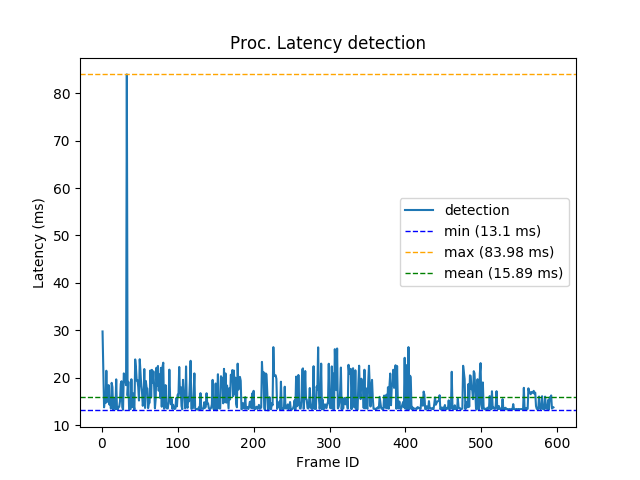 Proc. Latency detection
Latency (ms)
80
70
60
50
40
30
20
10
detection
min (13.1 ms)
max (83.98 ms)
mean (15.89 ms)
0 100 200 300 400 500 600
Frame ID